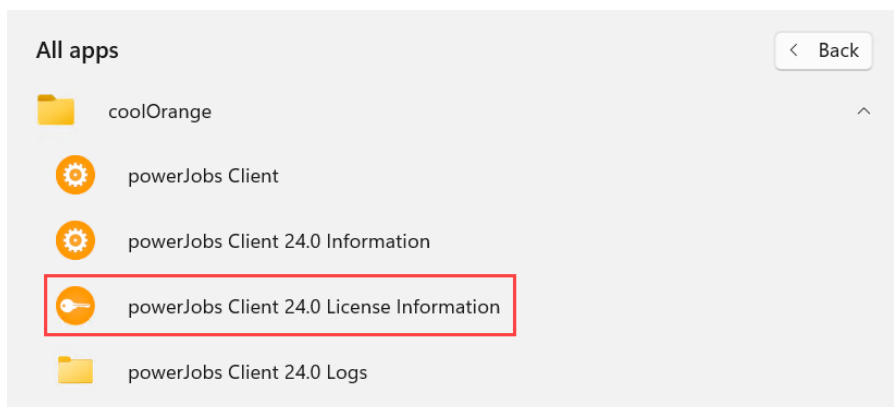 All apps
Back
coolOrange
powerJobs Client
powerJobs Client 24.0 Information
powerJobs Client 24.0 License Information
powerJobs Client 24.0 Logs